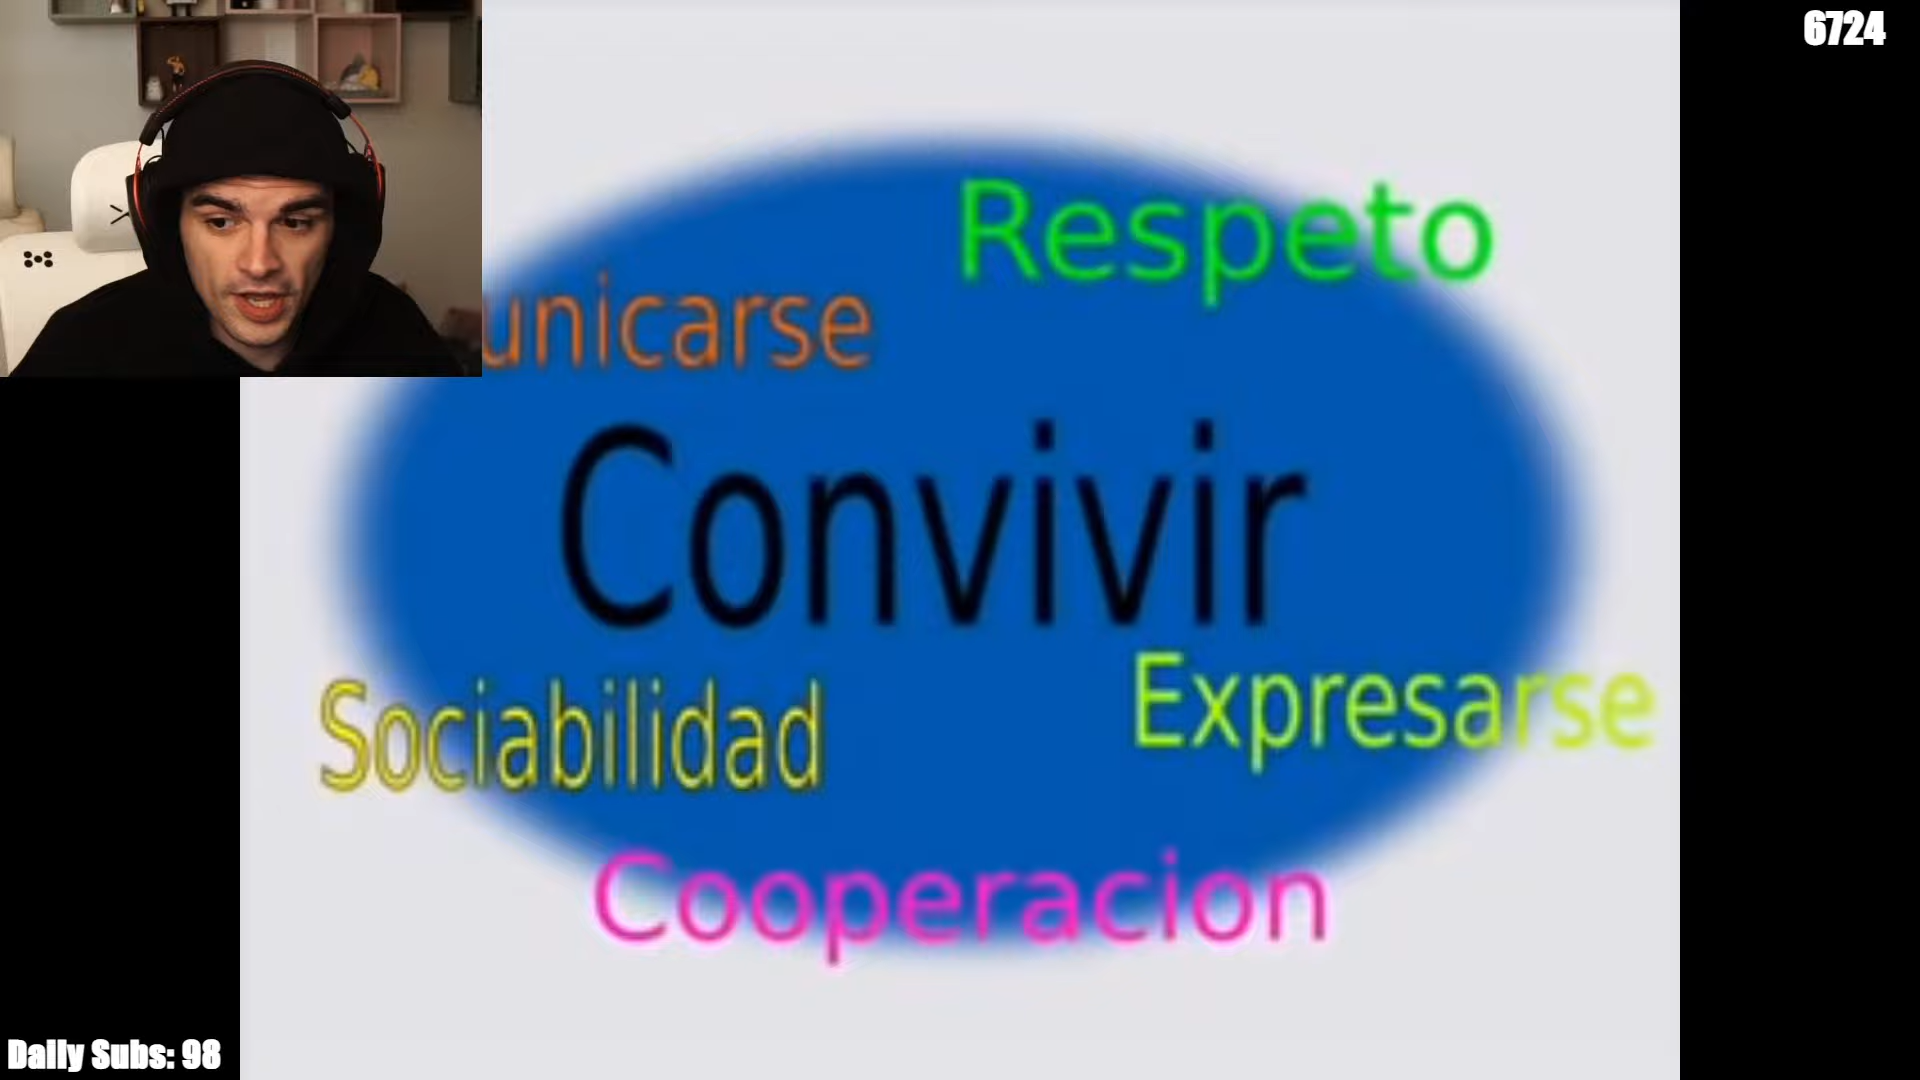 6724
Respeto
unicarse
Convivir
Expresarse
Sociabilidad
Cooperacion
Daily Subs: 98